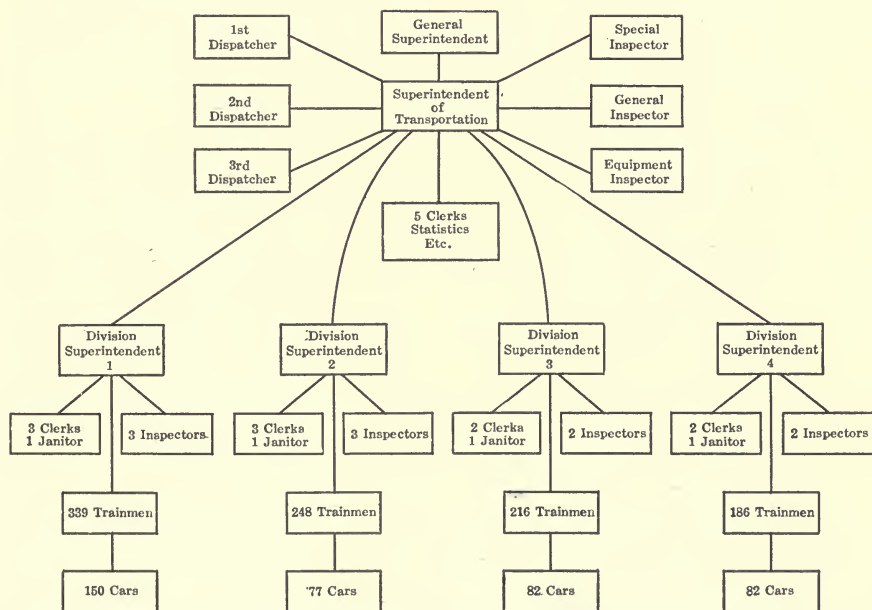 1st
Dispatcher
General
Superintendent
Special
Inspector
2nd
Dispatcher
Superintendent
of
Transportation
General
Inspector
3rd
Dispatcher
Equipment
Inspector
5 Clerks
Statistics
Etc.
Division
Superintendent
1
Division
Superintendent
2
Division
Superintendent
3
Division
Superintendent
4
3 Clerks
1 Janitor
3 Inspectors
3 Clerks
1 Janitor
3 Inspectors
2 Clerks
1 Janitor
2 Inspectors
2 Clerks
1 Janitor
2 Inspectors
339 Trainmen
248 Trainmen
216 Trainmen
186 Trainmen
150 Cars
77 Cars
82 Cars
82 Cars